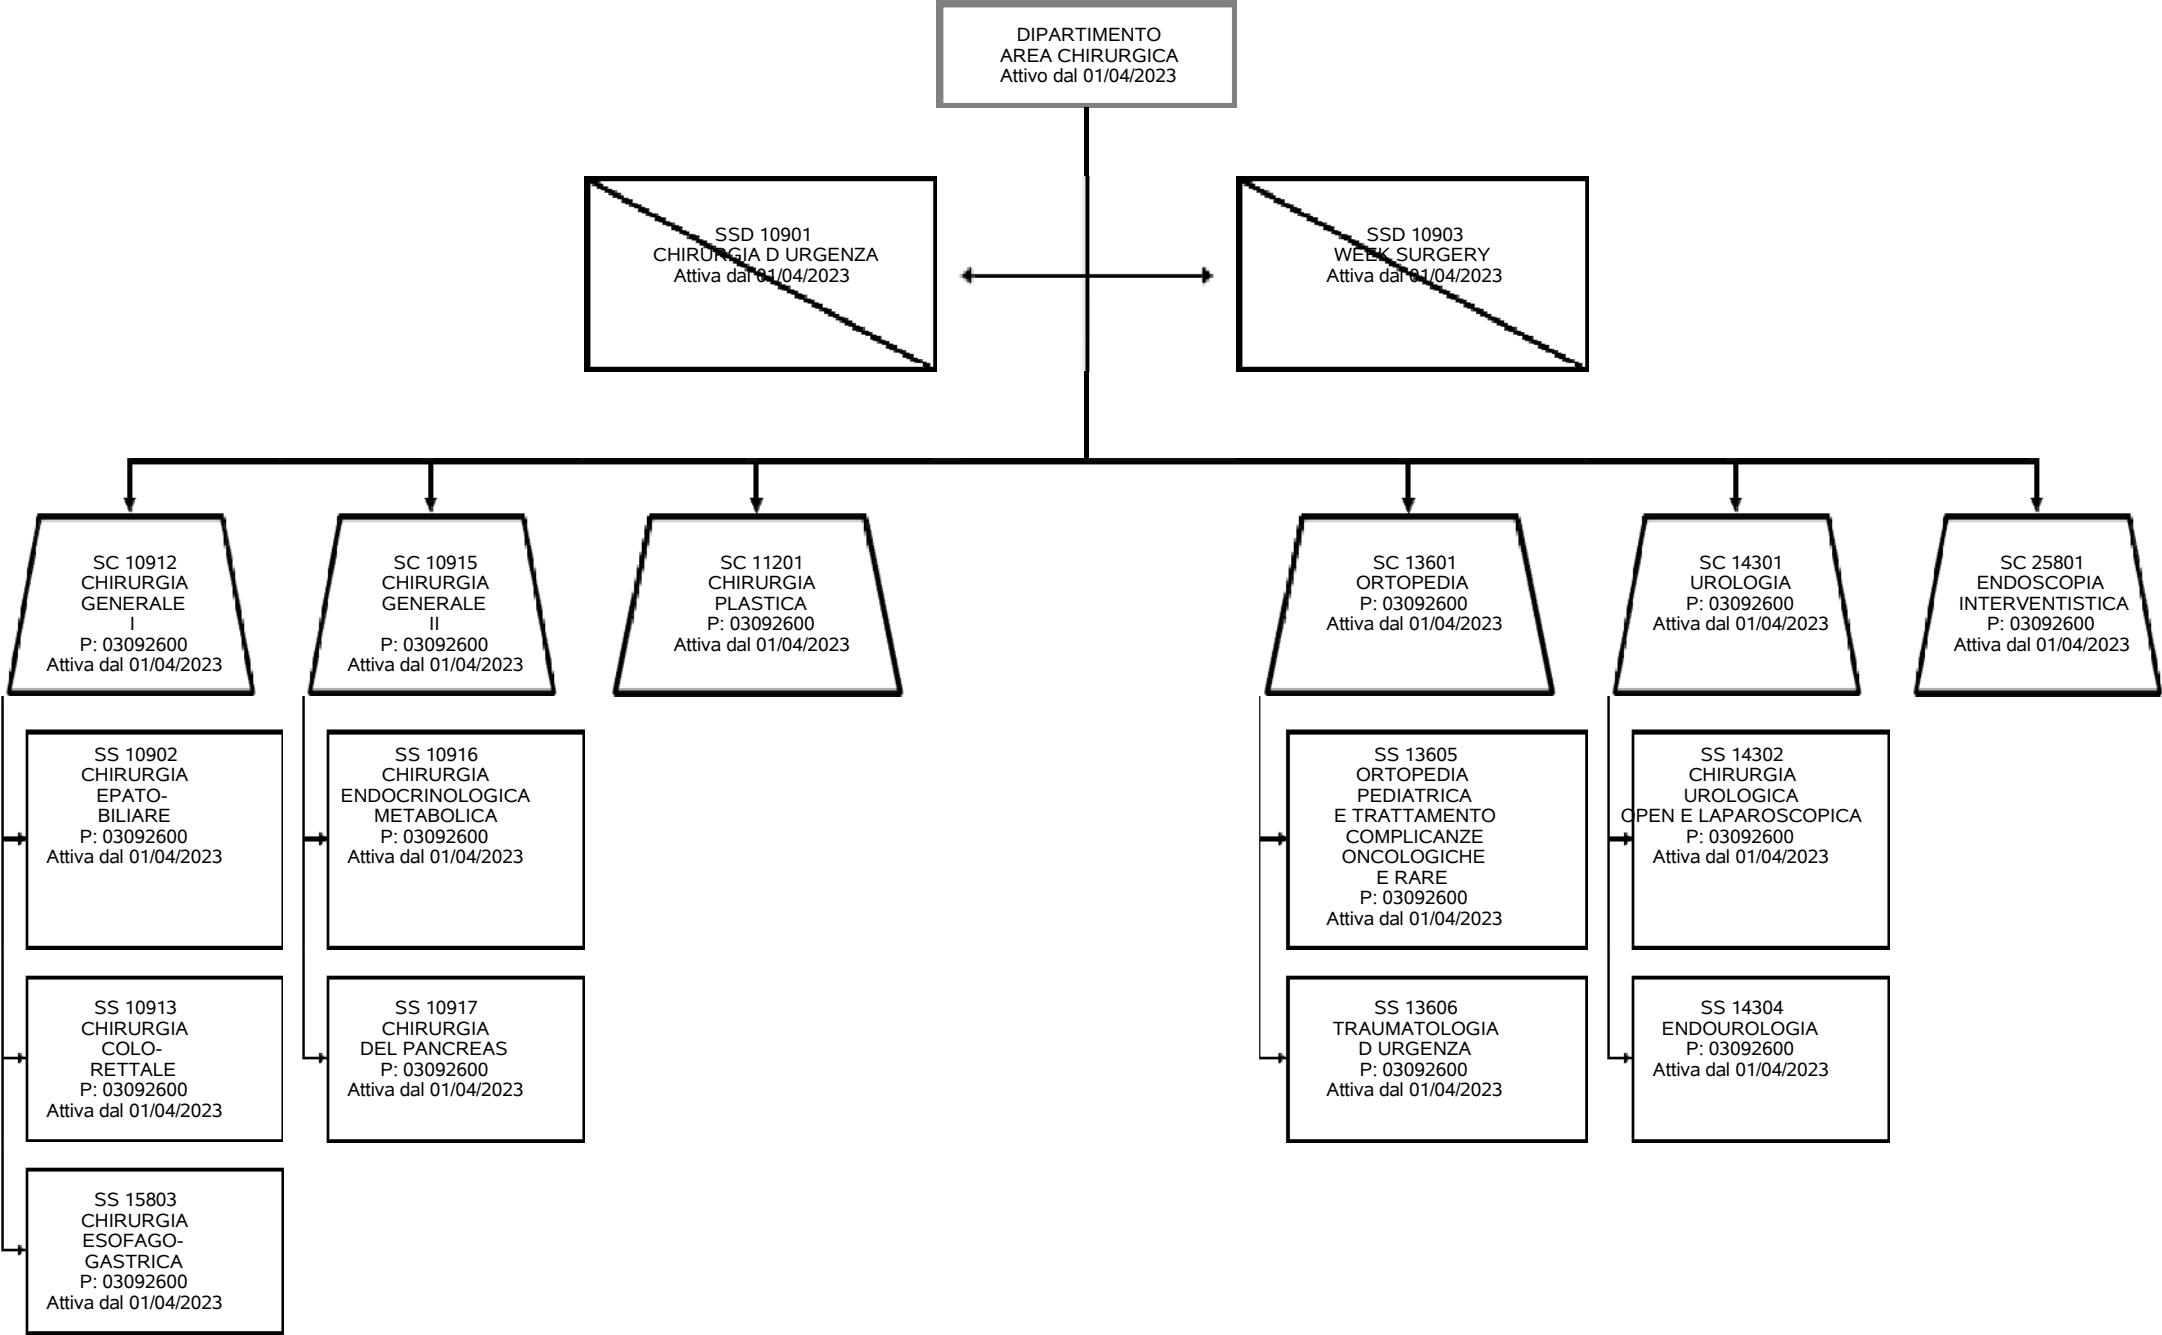 DIPARTIMENTO
AREA CHIRURGICA
Attivo dal 01/04/2023
SSD 10901
CHIRURGIA D URGENZA
Attiva dal 01/04/2023
SSD 10903
WEEK SURGERY
Attiva dal 01/04/2023
SC 10912
CHIRURGIA
GENERALE
I
P: 03092600
Attiva dal 01/04/2023
SC 10915
CHIRURGIA
GENERALE
II
P: 03092600
Attiva dal 01/04/2023
SC 11201
CHIRURGIA
PLASTICA
P: 03092600
Attiva dal 01/04/2023
SC 13601
ORTOPEDIA
P: 03092600
Attiva dal 01/04/2023
SC 14301
UROLOGIA
P: 03092600
Attiva dal 01/04/2023
SC 25801
ENDOSCOPIA
INTERVENTISTICA
P: 03092600
Attiva dal 01/04/2023
SS 10902
CHIRURGIA
EPATO-
BILIARE
P: 03092600
Attiva dal 01/04/2023
SS 10916
CHIRURGIA
ENDOCRINOLOGICA
METABOLICA
P: 03092600
Attiva dal 01/04/2023
SS 13605
ORTOPEDIA
PEDIATRICA
E TRATTAMENTO
COMPLICANZE
ONCOLOGICHE
E RARE
P: 03092600
Attiva dal 01/04/2023
SS 14302
CHIRURGIA
UROLOGICA
OPEN E LAPAROSCOPICA
P: 03092600
Attiva dal 01/04/2023
SS 10913
CHIRURGIA
COLO-
RETTALE
P: 03092600
Attiva dal 01/04/2023
SS 10917
CHIRURGIA
DEL PANCREAS
P: 03092600
Attiva dal 01/04/2023
SS 13606
TRAUMATOLOGIA
D URGENZA
P: 03092600
Attiva dal 01/04/2023
SS 14304
ENDOUROLOGIA
P: 03092600
Attiva dal 01/04/2023
SS 15803
CHIRURGIA
ESOFAGO-
GASTRICA
P: 03092600
Attiva dal 01/04/2023